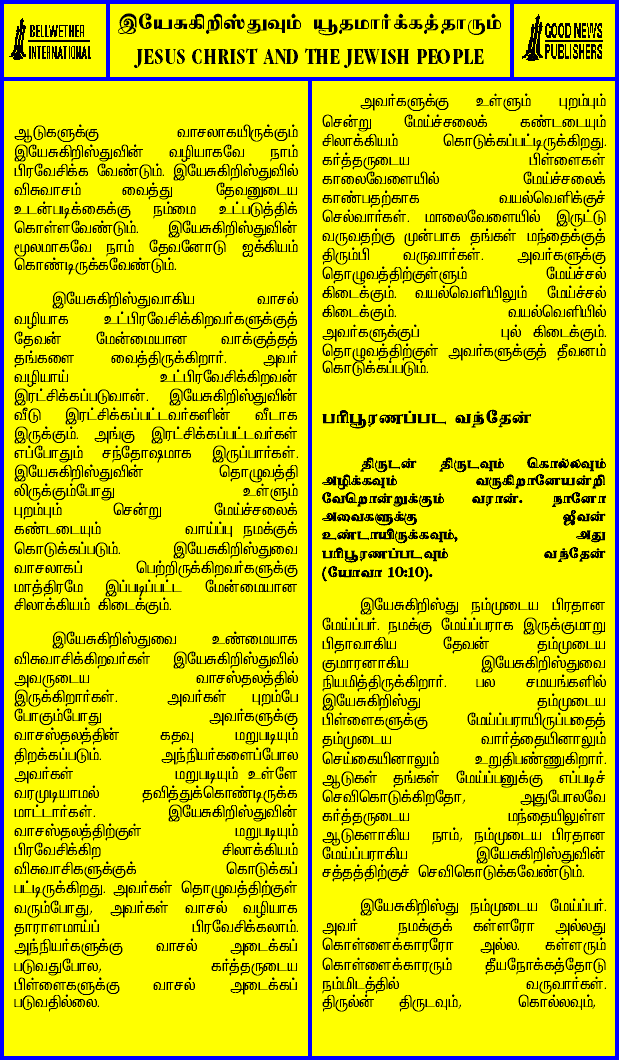 BELLWETHER
INTERNATIONAL
இயேசுகிறிஸ்துவும் யூதமார்க்கத்தாரும்
JESUS CHRIST AND THE JEWISH PEOPLE
GOOD NEWS
PUBLISHERS
ஆடுகளுக்கு வாசலாகயிருக்கும்
இயேசுகிறிஸ்துவின் வழியாகவே நாம்
பிரவேசிக்க வேண்டும். இயேசுகிறிஸ்துவில்
விசுவாசம் வைத்து தேவனுடைய
உடன்படிக்கைக்கு நம்மை உட்படுத்திக்
கொள்ளவேண்டும். இயேசுகிறிஸ்துவின்
மூலமாகவே நாம் தேவனோடு ஐக்கியம்
கொண்டிருக்கவேண்டும்.
இயேசுகிறிஸ்துவாகிய வாசல்
வழியாக உட்பிரவேசிக்கிறவர்களுக்குத்
தேவன் மேன்மையான வாக்குத்தத்
தங்களை வைத்திருக்கிறார். அவர்
வழியாய் உட்பிரவேசிக்கிறவன்
இரட்சிக்கப்படுவான். இயேசுகிறிஸ்துவின்
வீடு இரட்சிக்கப்பட்டவர்களின் வீடாக
இருக்கும். அங்கு இரட்சிக்கப்பட்டவர்கள்
எப்போதும் சந்தோஷமாக இருப்பார்கள்.
இயேசுகிறிஸ்துவின் தொழுவத்தி
லிருக்கும்போது உள்ளும்
புறம்பும் சென்று மேய்ச்சலைக்
கண்டடையும் வாய்ப்பு நமக்குக்
கொடுக்கப்படும். இயேசுகிறிஸ்துவை
வாசலாகப் பெற்றிருக்கிறவர்களுக்கு
மாத்திரமே இப்படிப்பட்ட மேன்மையான
சிலாக்கியம் கிடைக்கும்.
இயேசுகிறிஸ்துவை உண்மையாக
விசுவாசிக்கிறவர்கள் இயேசுகிறிஸ்துவில்
அவருடைய வாசஸ்தலத்தில்
இருக்கிறார்கள். அவர்கள் புறம்பே
போகும்போது அவர்களுக்கு
வாசஸ்தலத்தின் கதவு மறுபடியும்
திறக்கப்படும். அந்நியர்களைப்போல
அவர்கள் மறுபடியும் உள்ளே
வரமுடியாமல் தவித்துக்கொண்டிருக்க
மாட்டார்கள். இயேசுகிறிஸ்துவின்
வாசஸ்தலத்திற்குள் மறுபடியும்
பிரவேசிக்கிற சிலாக்கியம்
விசுவாசிகளுக்குக் கொடுக்கப்
பட்டிருக்கிறது. அவர்கள் தொழுவத்திற்குள்
வரும்போது, அவர்கள் வாசல் வழியாக
தாராளமாய்ப் பிரவேசிக்கலாம்.
அந்நியர்களுக்கு வாசல் அடைக்கப்
படுவதுபோல, கர்த்தருடைய
பிள்ளைகளுக்கு வாசல் அடைக்கப்
படுவதில்லை.
அவர்களுக்கு உள்ளும் புறம்பும்
சென்று மேய்ச்சலைக் கண்டடையும்
சிலாக்கியம் கொடுக்கப்பட்டிருக்கிறது.
கர்த்தருடைய பிள்ளைகள்
காலைவேளையில் மேய்ச்சலைக்
காண்பதற்காக வயல்வெளிக்குச்
செல்வார்கள். மாலைவேளையில் இருட்டு
வருவதற்கு முன்பாக தங்கள் மந்தைக்குத்
திரும்பி வருவார்கள். அவர்களுக்கு
தொழுவத்திற்குள்ளும் மேய்ச்சல்
கிடைக்கும். வயல்வெளியிலும் மேய்ச்சல்
கிடைக்கும். வயல்வெளியில்
அவர்களுக்குப் புல் கிடைக்கும்.
தொழுவத்திற்குள் அவர்களுக்குத் தீவனம்
கொடுக்கப்படும்.
பரிபூரணப்பட வந்தேன்
திருடன் திருடவும் கொல்லவும்
அழிக்கவும் வருகிறானேயன்றி
வேறொன்றுக்கும் வரான். நானோ
அவைகளுக்கு ஜீவன்
உண்டாயிருக்கவும், அது
பரிபூரணப்படவும் வந்தேன்
(யோவா 10:10).
இயேசுகிறிஸ்து நம்முடைய பிரதான
மேய்ப்பர். நமக்கு மேய்ப்பராக இருக்குமாறு
பிதாவாகிய தேவன் தம்முடைய
குமாரனாகிய இயேசுகிறிஸ்துவை
நியமித்திருக்கிறார். பல சமயங்களில்
இயேசுகிறிஸ்து தம்முடைய
பிள்ளைகளுக்கு மேய்ப்பராயிருப்பதைத்
தம்முடைய வார்த்தையினாலும்
செய்கையினாலும் உறுதிபண்ணுகிறார்.
ஆடுகள் தங்கள் மேய்ப்பனுக்கு எப்படிச்
செவிகொடுக்கிறதோ, அதுபோலவே
கர்த்தருடைய மந்தையிலுள்ள
ஆடுகளாகிய நாம், நம்முடைய பிரதான
மேய்ப்பராகிய இயேசுகிறிஸ்துவின்
சத்தத்திற்குச் செவிகொடுக்கவேண்டும்.
இயேசுகிறிஸ்து நம்முடைய மேய்ப்பர்.
அவர் நமக்குக் கள்ளரோ அல்லது
கொள்ளைக்காரரோ அல்ல. கள்ளரும்
கொள்ளைக்காரரும் தீயநோக்கத்தோடு
நம்மிடத்தில் வருவார்கள்.
திருல்ன் திருடவும், கொல்லவும்,